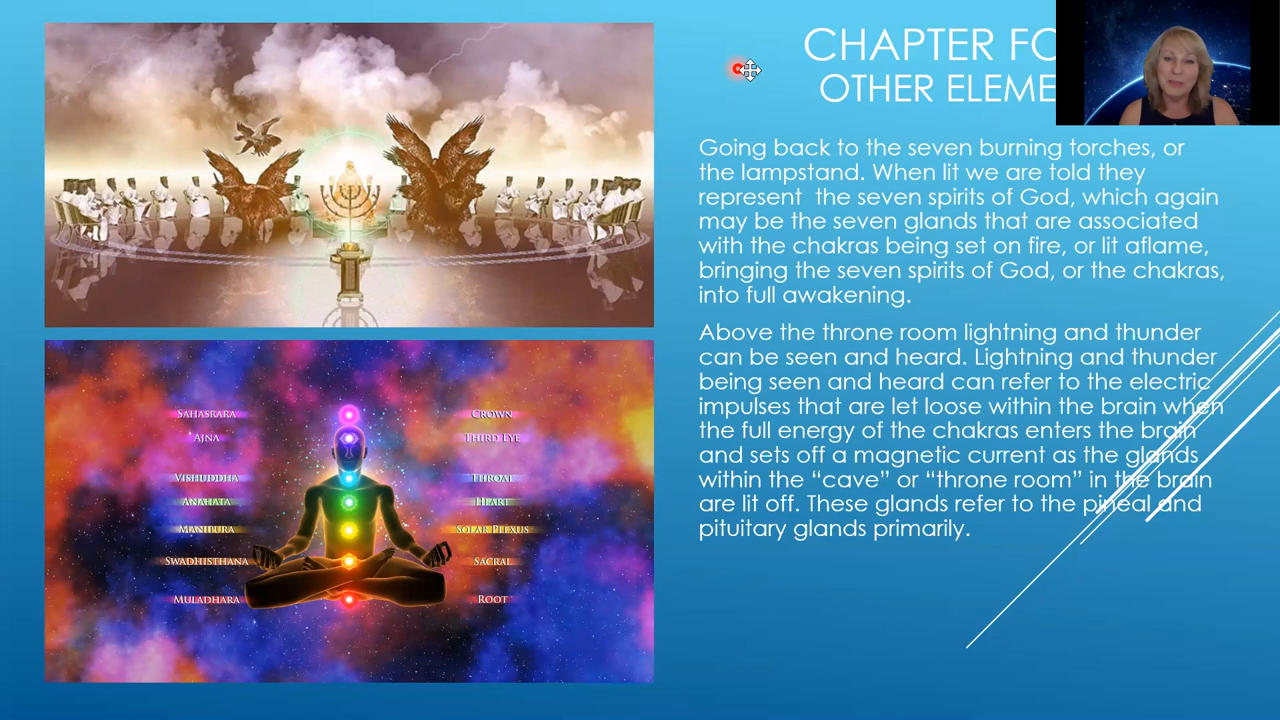 CHAPTER
OTHER
Going back to the seven burning torches, or
the lampstand. When lit we are told they
represent the seven spirits of God, which again
may be the seven glands that are associated
with the chakras being set on fire, or lit aflame,
bringing the seven spirits of God, or the chakras,
into full awakening.
Above the throne room lightning and thunder
can be seen and heard. Lightning and thunder
being seen and heard can refer to the electric
impulses that are let loose within the brain when
the full energy of the chakras enters the brain
and sets off a magnetic current as the glands
within the “cave” or “throne room” in the brain
are lit off. These glands refer to the pineal and
pituitary glands primarily.
SAHASRARA CROWN
AJNA THIRD EYE
VISHUDDHA THROAT
ANAHATA HEART
MANIPURA SOLAR PLEXUS
SWADHISTHANA SACRAL
MULADHARA ROOT